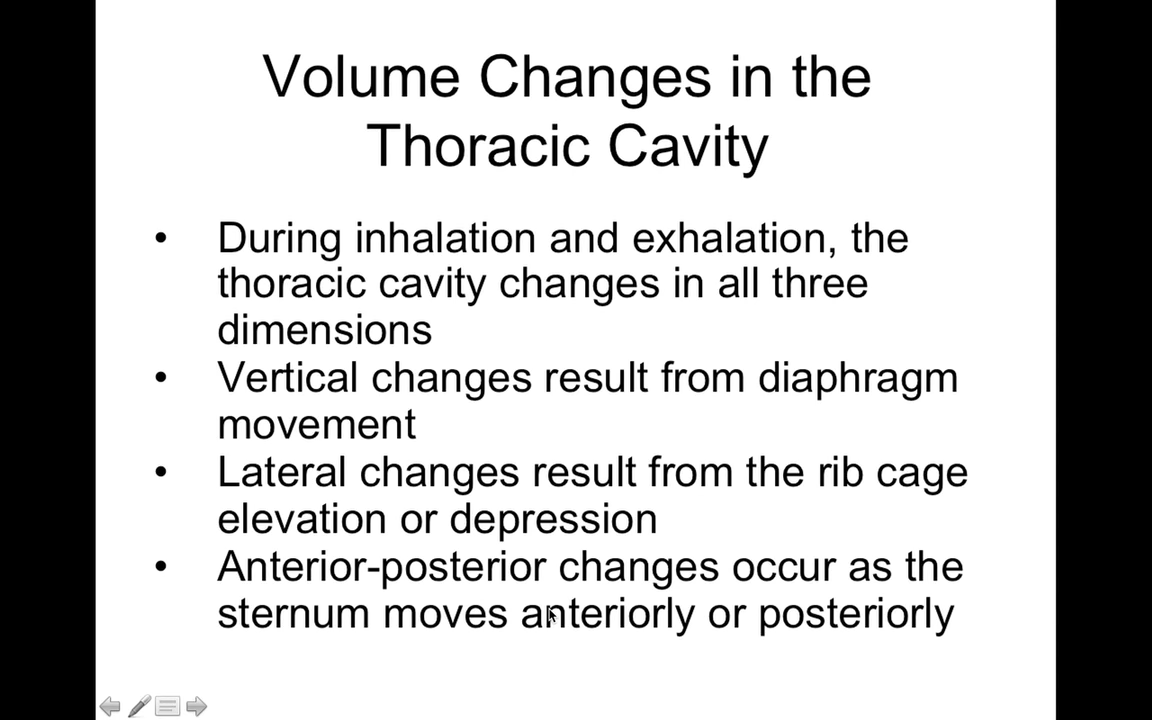 Volume Changes in the
Thoracic Cavity
• During inhalation and exhalation, the
thoracic cavity changes in all three
dimensions
• Vertical changes result from diaphragm
movement
• Lateral changes result from the rib cage
elevation or depression
• Anterior-posterior changes occur as the
sternum moves anteriorly or posteriorly